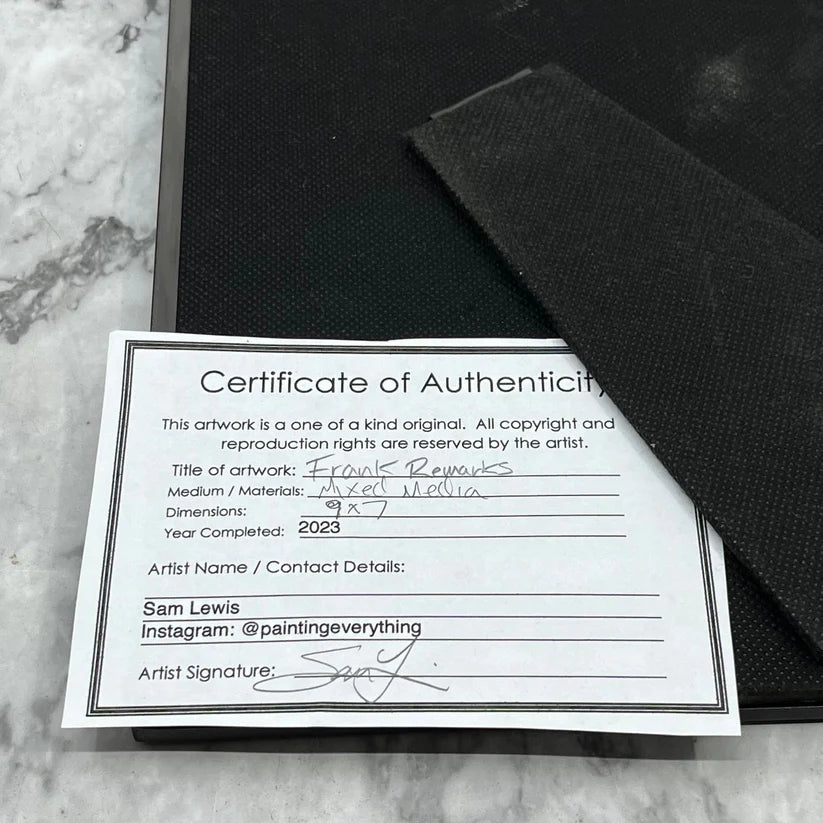 Certificate of Authenticity
This artwork is a one of a kind original. All copyright and
reproduction rights are reserved by the artist.
Title of artwork: Frank Remarks
Medium / Materials: Mixed Media
Dimensions: 9x7
Year Completed: 2023
Artist Name / Contact Details:
Sam Lewis
Instagram: @paintingeverything
Artist Signature: Sam L